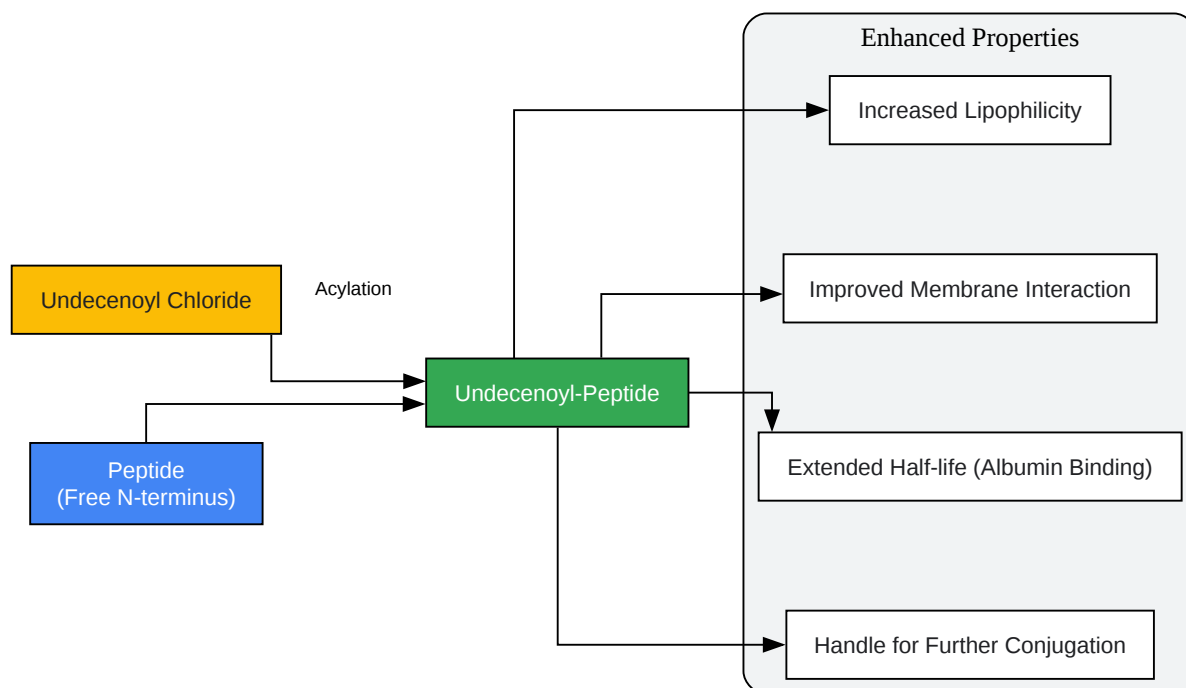 Enhanced Properties
Increased Lipophilicity
Improved Membrane Interaction
Undecenoyl Chloride
Acylation
Undecenoyl-Peptide
Peptide
(Free N-terminus)
Extended Half-life (Albumin Binding)
Handle for Further Conjugation